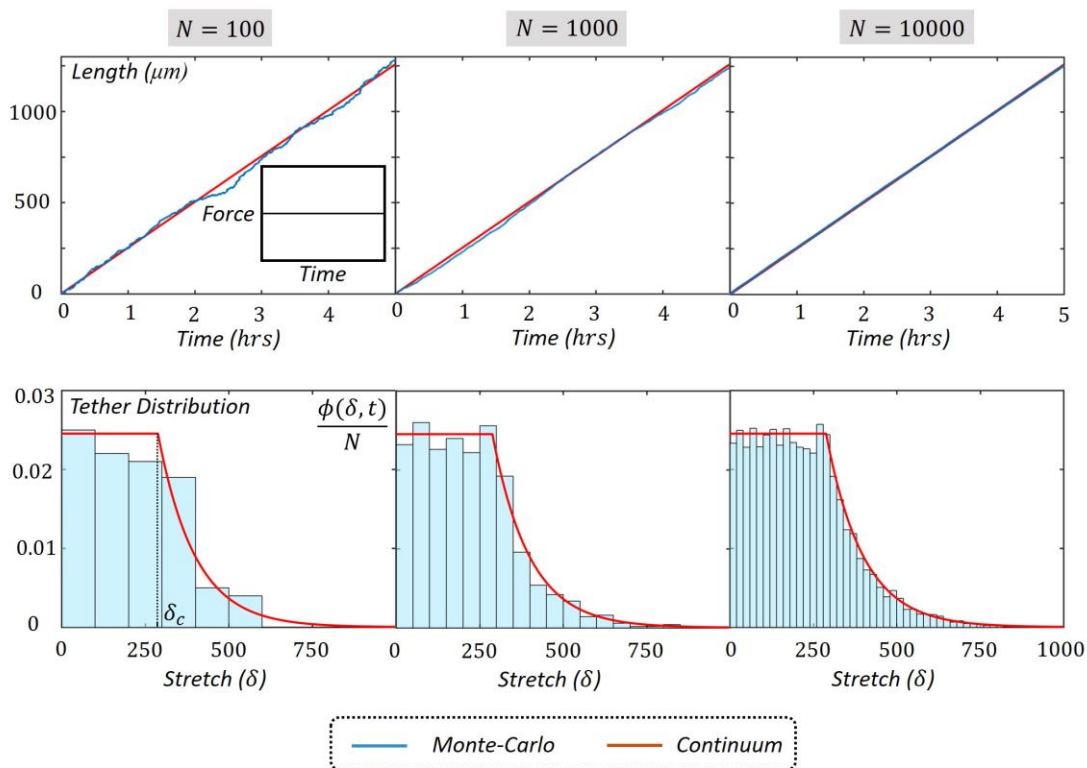 N = 100
N = 1000
N = 10000
Length (μm)
1000
500
0
Force
Time
0 1 2 3 4
0 1 2 3 4
0 1 2 3 4 5
Time (hrs)
Time (hrs)
Time (hrs)
0.03
0.02
0.01
0
Tether Distribution
ϕ(δ, t)
N
δc
0 250 500 750
0 250 500 750
0 250 500 750 1000
Stretch (δ)
Stretch (δ)
Stretch (δ)
Monte-Carlo
Continuum